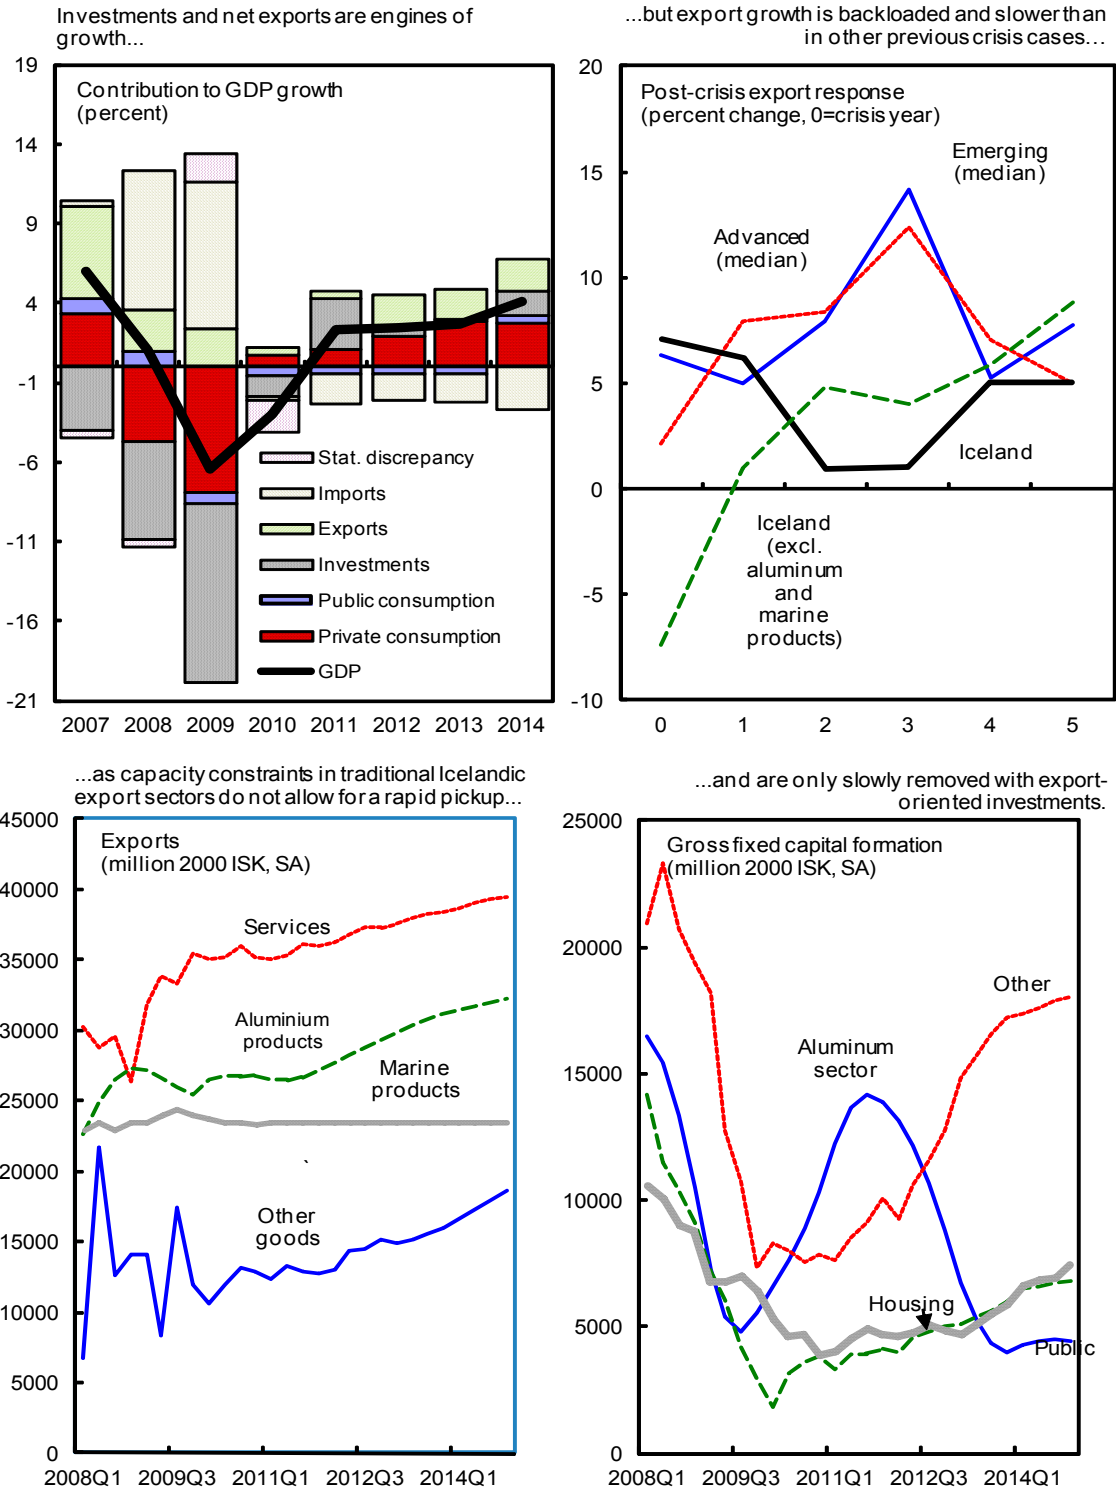 Investments and net exports are engines of
growth...
19
14
9
4
-1
-6
-11
-16
-21
Contribution to GDP growth
(percent)
Stat. discrepancy
Imports
Exports
Investments
Public consumption
Private consumption
GDP
2007 2008 2009 2010 2011 2012 2013 2014
...but export growth is backloaded and slower than
in other previous crisis cases...
20
15
10
5
0
-5
-10
Post-crisis export response
(percent change, 0=crisis year)
Emerging
(median)
Advanced
(median)
Iceland
Iceland
(excl.
aluminum
and
marine
products)
0 1 2 3 4 5
...as capacity constraints in traditional Icelandic
export sectors do not allow for a rapid pickup...
45000
40000
35000
30000
25000
20000
15000
10000
5000
0
Exports
(million 2000 ISK, SA)
Services
Aluminium
products
Marine
products
`
Other
goods
2008Q1 2009Q3 2011Q1 2012Q3 2014Q1
...and are only slowly removed with export-
oriented investments.
25000
20000
15000
10000
5000
0
Gross fixed capital formation
(million 2000 ISK, SA)
Other
Aluminum
sector
Housing
Public
2008Q1 2009Q3 2011Q1 2012Q3 2014Q1